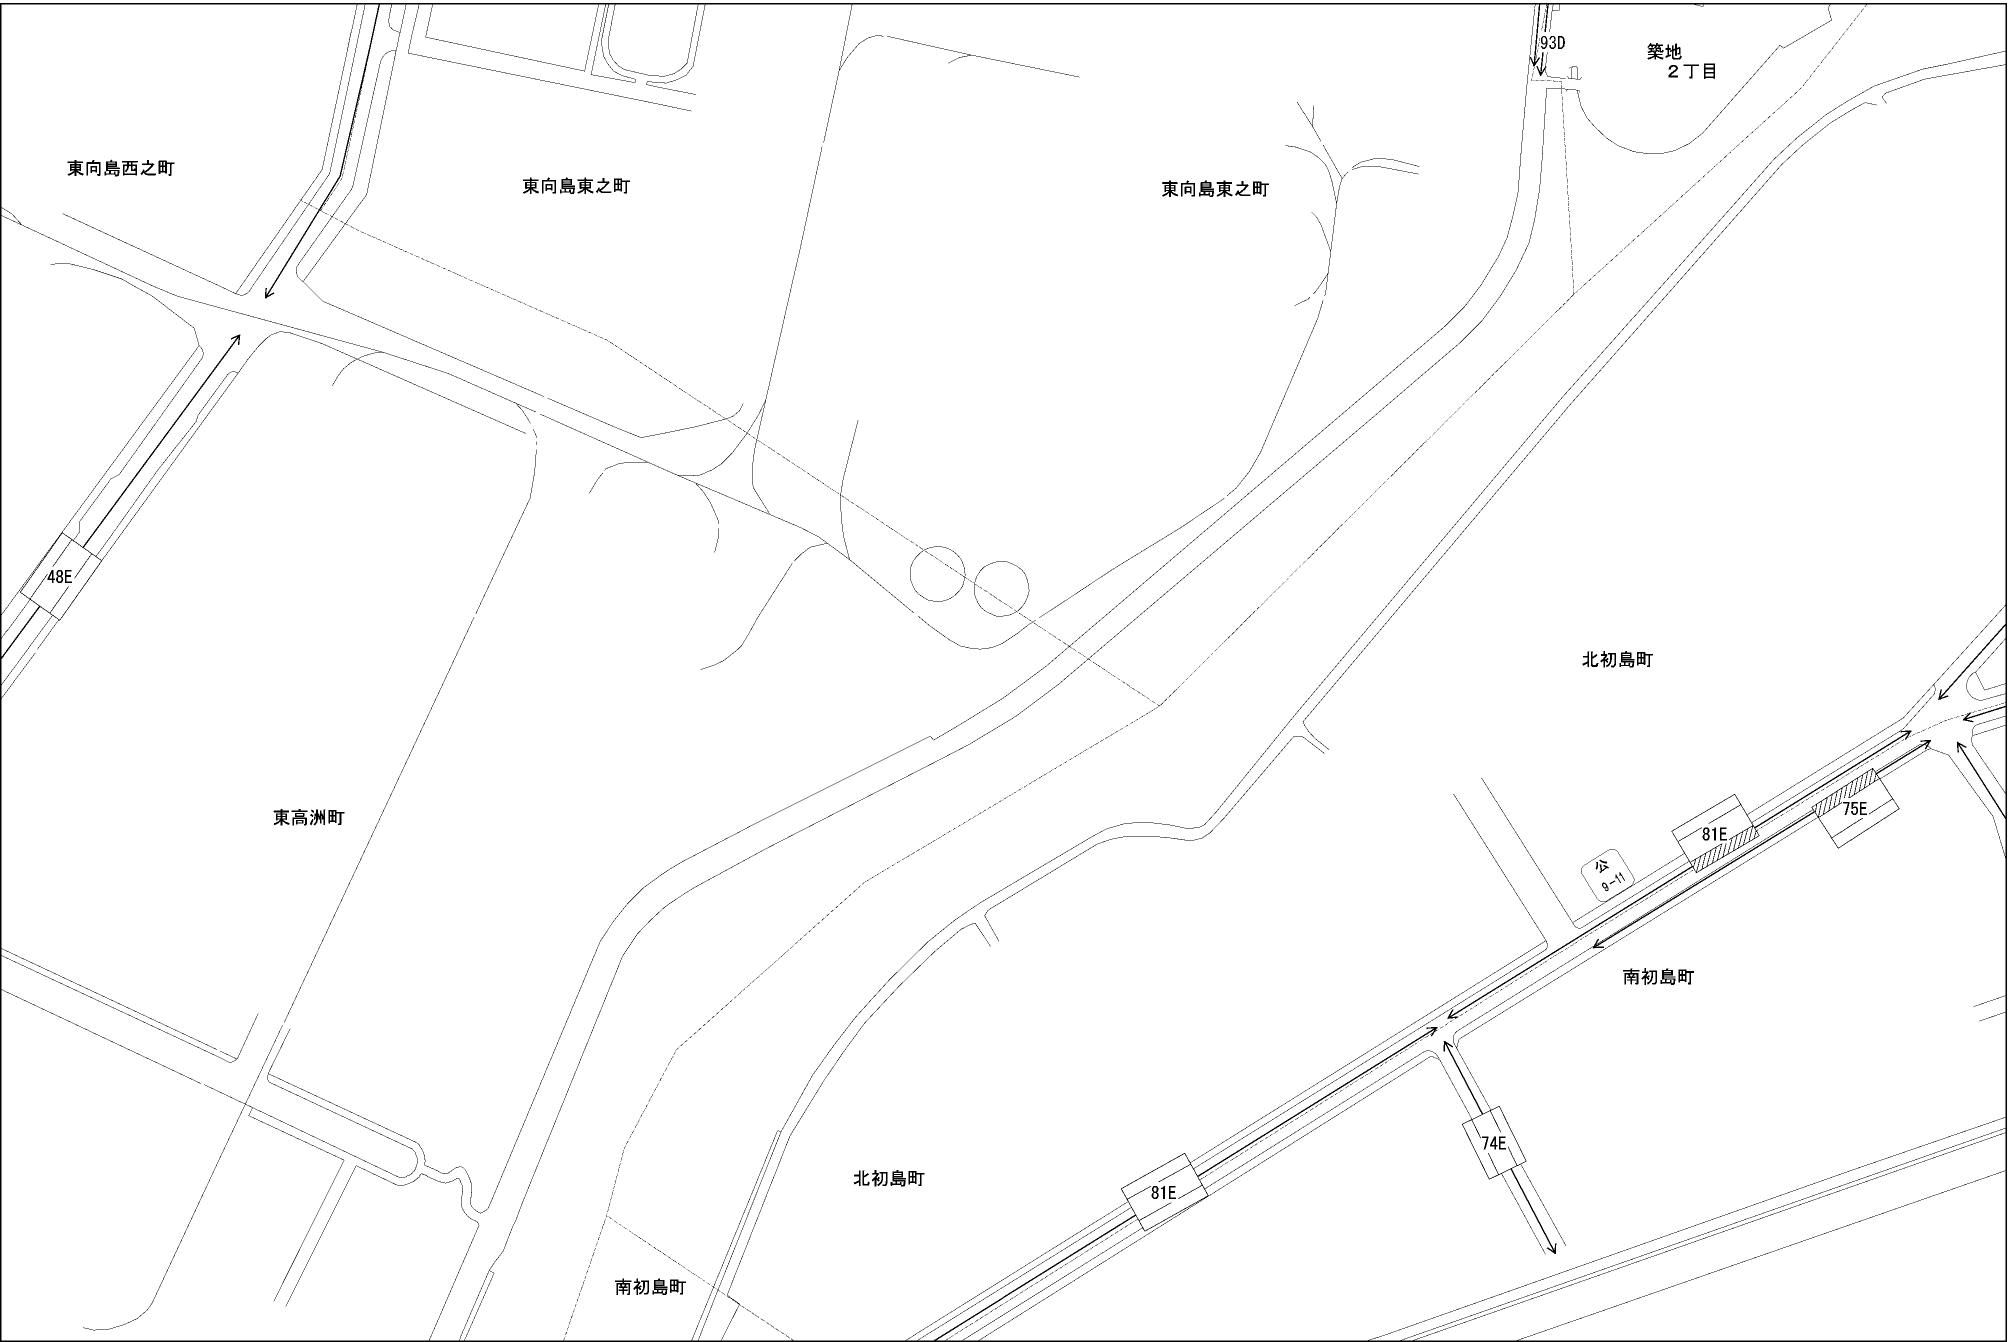 93D
築地
2丁目
東向島西之町
東向島東之町
東向島東之町
48E
北初島町
東高洲町
75E
81E
公
9-11
南初島町
74E
北初島町
81E
南初島町